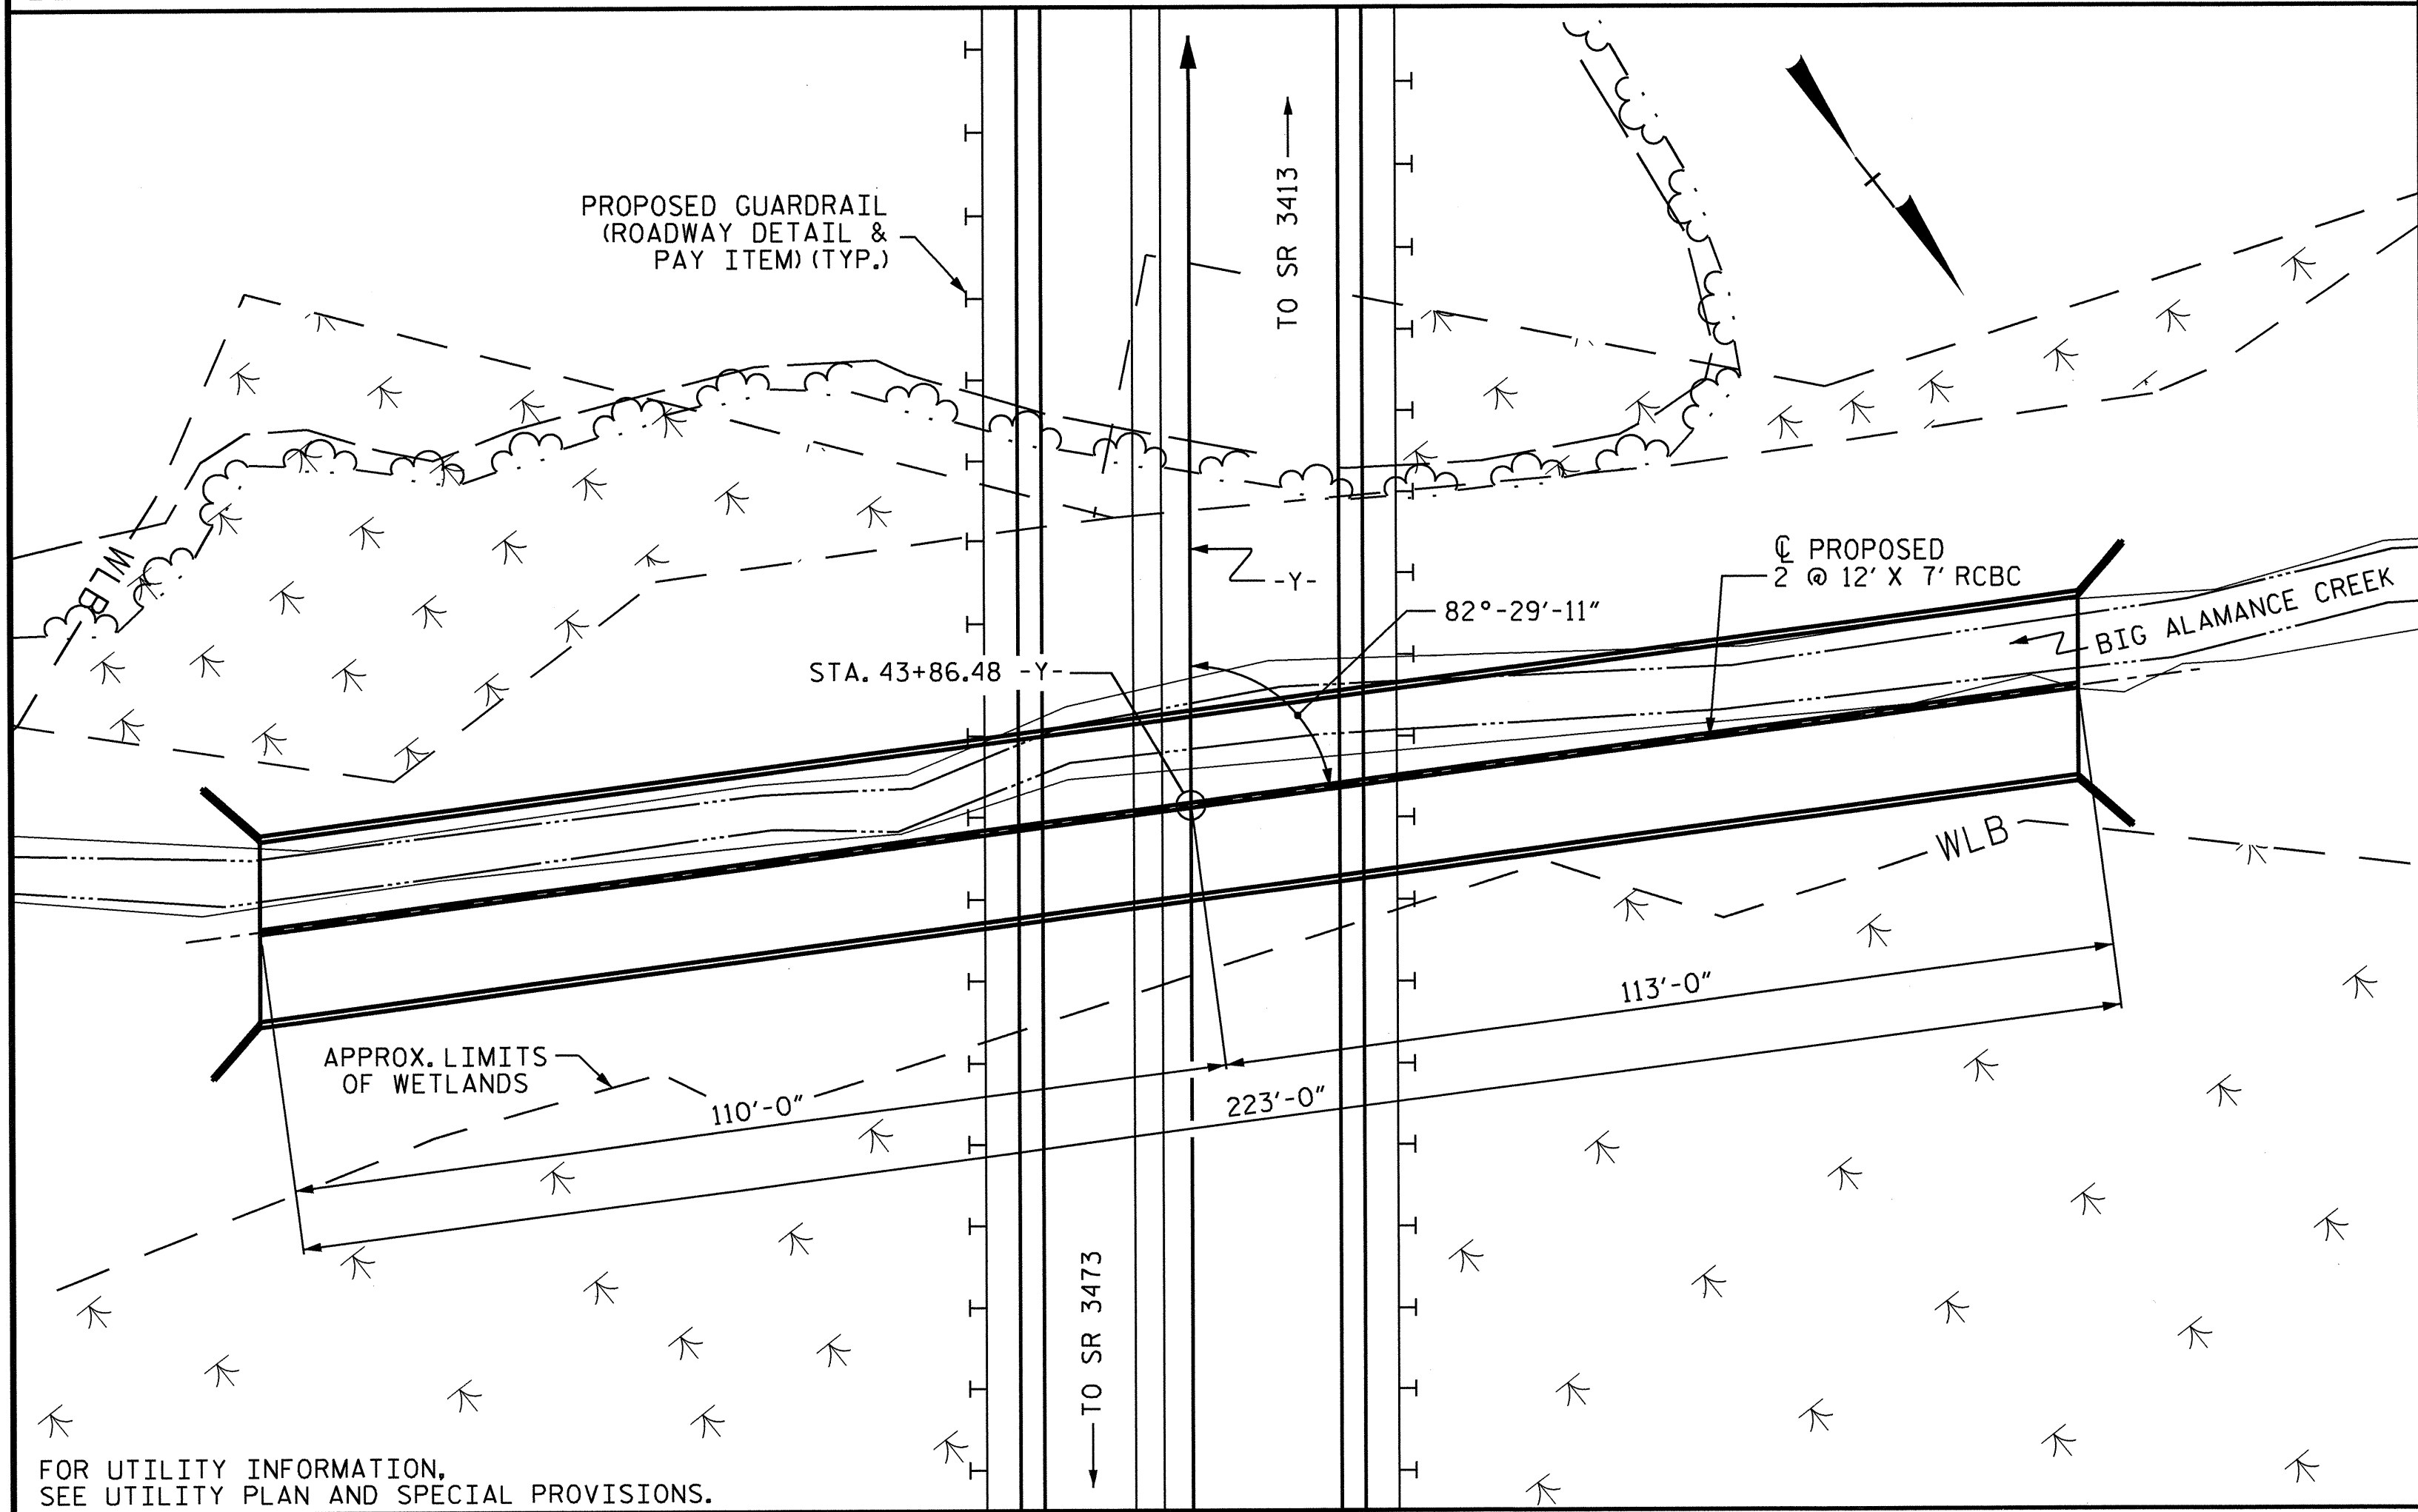 PROPOSED GUARDRAIL
(ROADWAY DETAIL &
PAY ITEM) (TYP.)
TO SR 3413
WLB
-Y-
℄ PROPOSED
2 @ 12' X 7' RCBC
82°-29'-11"
BIG ALAMANCE CREEK
STA. 43+86.48 -Y-
WLB
113'-0"
APPROX. LIMITS
OF WETLANDS
110'-0"
223'-0"
TO SR 3473
FOR UTILITY INFORMATION,
SEE UTILITY PLAN AND SPECIAL PROVISIONS.